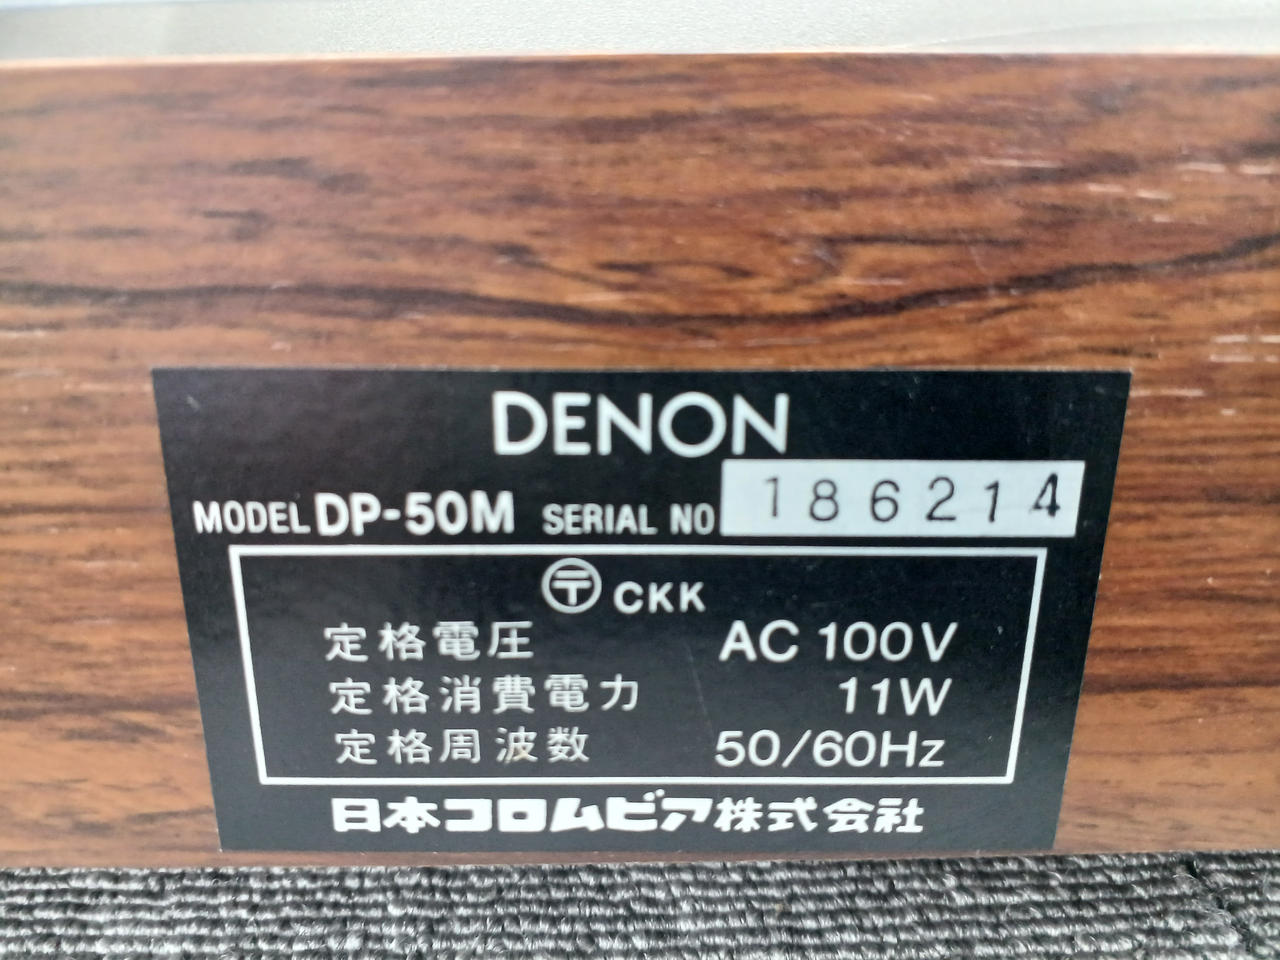 DENON
MODEL DP-50M SERIAL NO 186214
〒 CKK
定格電圧 AC 100V
定格消費電力 11W
定格周波数 50/60Hz
日本コロムビア株式会社